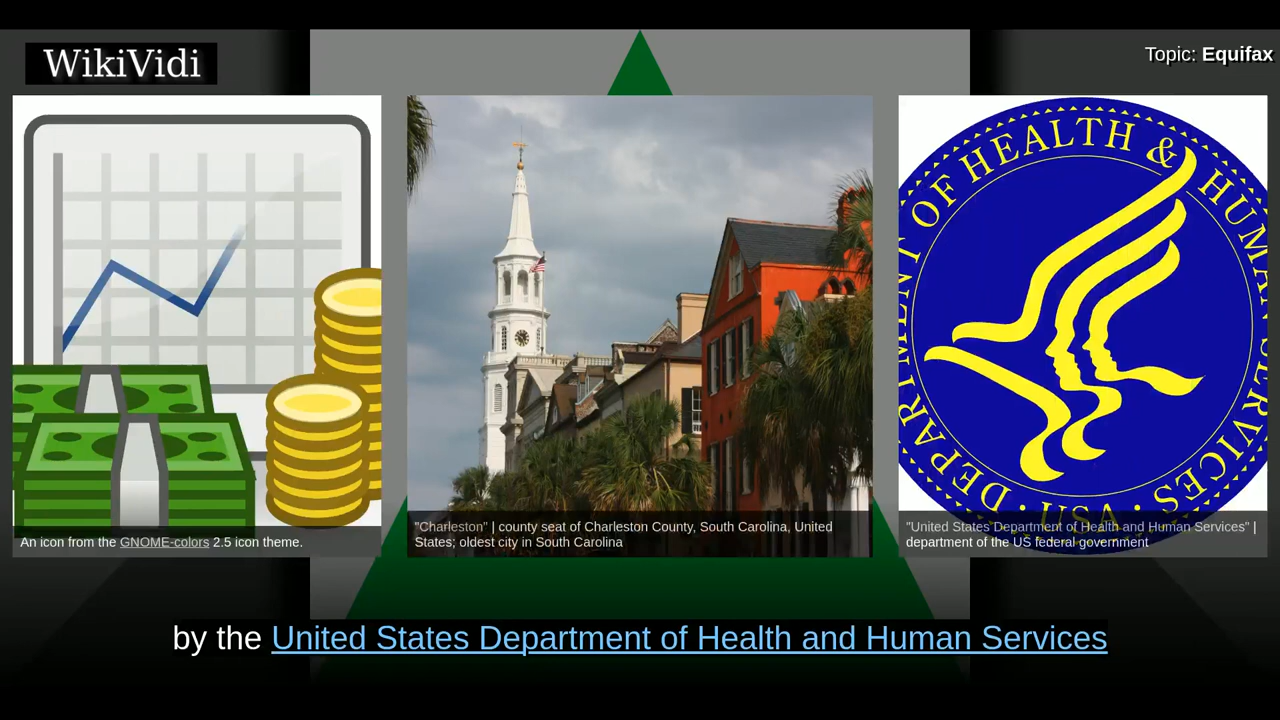 WikiVidi
Topic: Equifax
DEPARTMENT OF HEALTH & HUMAN SERVICES · USA ·
An icon from the GNOME-colors 2.5 icon theme.
"Charleston" | county seat of Charleston County, South Carolina, United
States; oldest city in South Carolina
"United States Department of Health and Human Services" |
department of the US federal government
by the United States Department of Health and Human Services